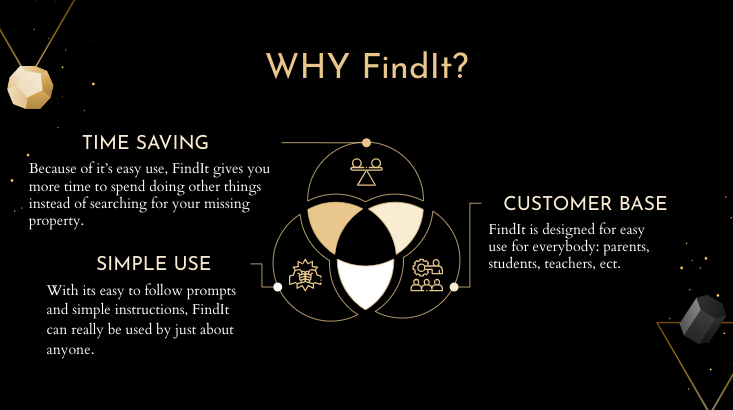 WHY FindIt?
TIME SAVING
Because of it's easy use, FindIt gives you
more time to spend doing other things
instead of searching for your missing
property.
SIMPLE USE
With its easy to follow prompts
and simple instructions, FindIt
can really be used by just about
anyone.
CUSTOMER BASE
FindIt is designed for easy
use for everybody: parents,
students, teachers, ect.